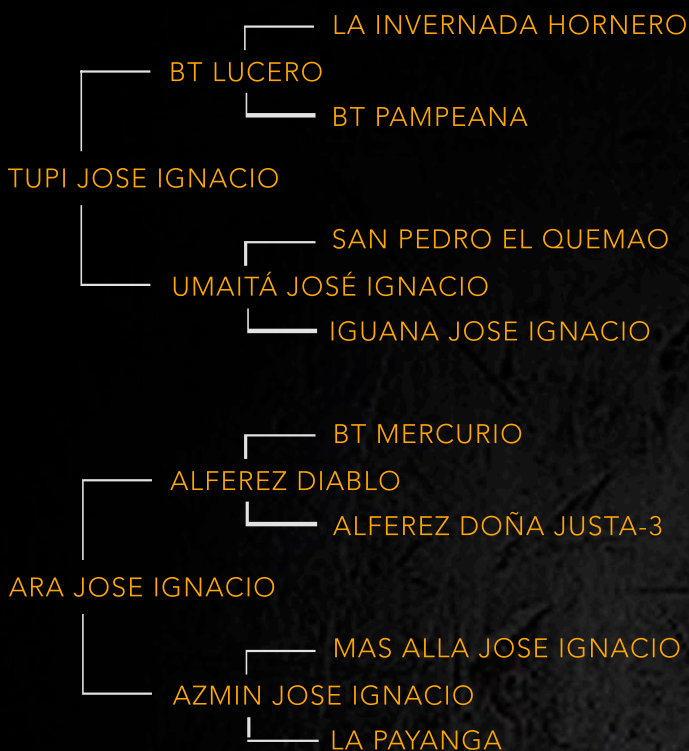 LA INVERNADA HORNERO
BT LUCERO
BT PAMPEANA
TUPI JOSE IGNACIO
SAN PEDRO EL QUEMAO
UMAITÁ JOSÉ IGNACIO
IGUANA JOSE IGNACIO
BT MERCURIO
ALFEREZ DIABLO
ALFEREZ DOÑA JUSTA-3
ARA JOSE IGNACIO
MAS ALLA JOSE IGNACIO
AZMIN JOSE IGNACIO
LA PAYANGA